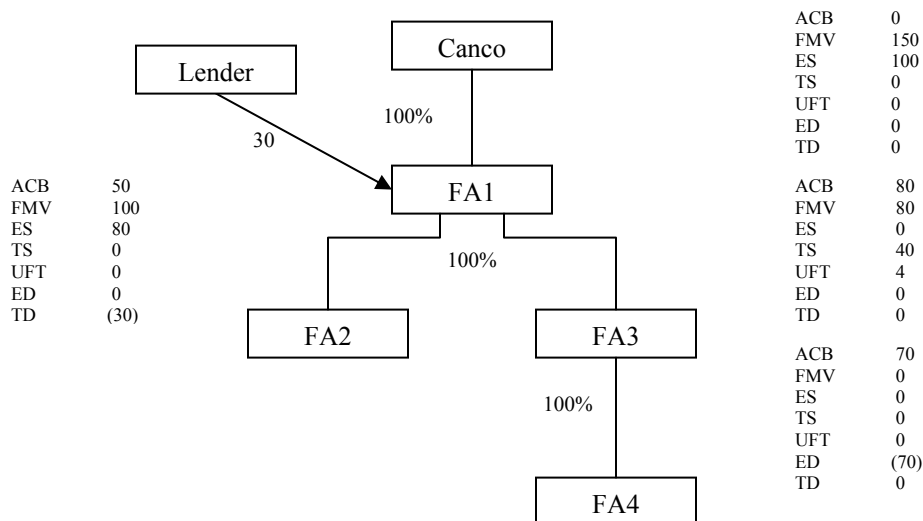 ACB 0
FMV 150
ES 100
TS 0
UFT 0
ED 0
TD 0
Canco
Lender
100%
30
FA1
ACB 50
FMV 100
ES 80
TS 0
UFT 0
ED 0
TD (30)
ACB 80
FMV 80
ES 0
TS 40
UFT 4
ED 0
TD 0
100%
FA2
FA3
ACB 70
FMV 0
ES 0
TS 0
UFT 0
ED (70)
TD 0
100%
FA4